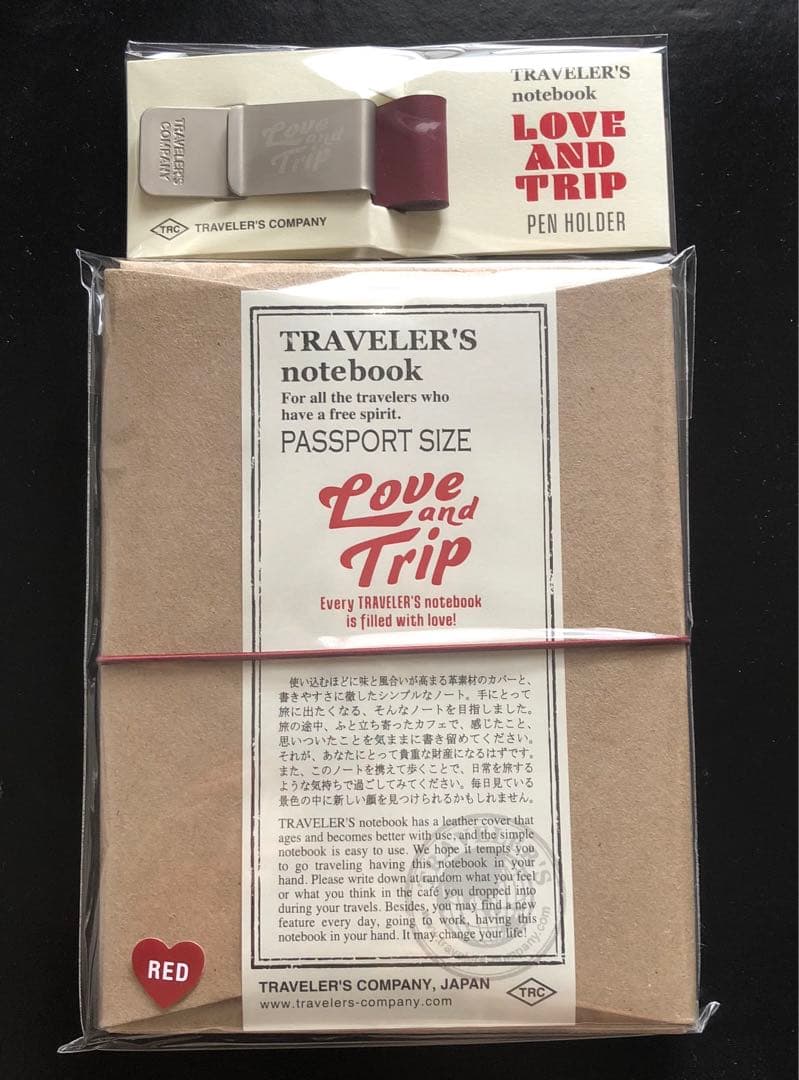 TRAVELER'S
COMPANY
Love
and
Trip
TRC TRAVELER'S COMPANY
TRAVELER'S
notebook
LOVE
AND
TRIP
PEN HOLDER
TRAVELER'S
notebook
For all the travelers who
have a free spirit.
PASSPORT SIZE
Love
and
Trip
Every TRAVELER'S notebook
is filled with love!
使い込むほどに味と風合いが高まる革素材のカバーと、
書きやすさに徹したシンプルなノート。手にとって
旅に出たくなる、そんなノートを目指しました。
旅の途中、ふと立ち寄ったカフェで、感じたこと、
思いついたことを気ままに書き留めてください。
それが、あなたにとって貴重な財産になるはずです。
また、このノートを携えて歩くことで、日常を旅する
ような気持ちで過ごしてみてください。毎日見ている
景色の中に新しい顔を見つけられるかもしれません。
TRAVELER'S notebook has a leather cover that
ages and becomes better with use, and the simple
notebook is easy to use. We hope it tempts you
to go traveling having this notebook in your
hand. Please write down at random what you feel
or what you think in the café you dropped into
during your travels. Besides, you may find a new
feature every day, going to work, having this
notebook in your hand. It may change your life!
RED
TRAVELER'S COMPANY, JAPAN
www.travelers-company.com
TRC